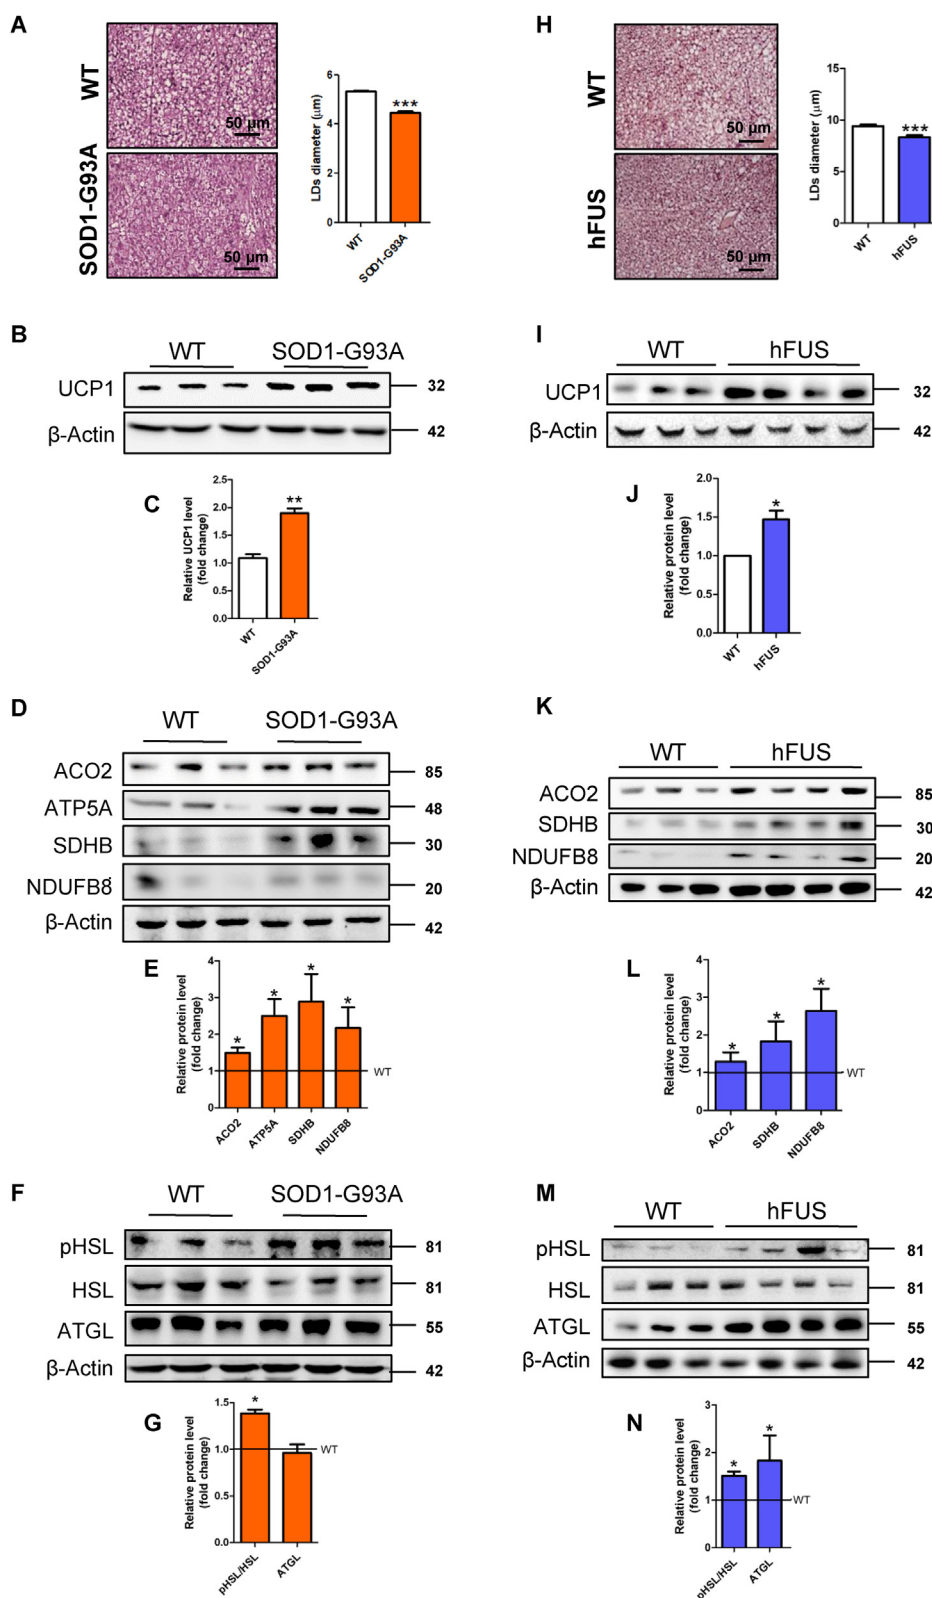 A
WT
50 µm
SOD1-G93A
50 µm
LDs diameter (µm)
6
4
2
0
***
WT
SOD1-G93A
H
WT
50 µm
hFUS
50 µm
LDs diameter (µm)
15
10
5
0
***
WT
hFUS
B
WT SOD1-G93A
UCP1 32
β-Actin 42
C
Relative UCP1 level
(fold change)
2.5
2.0
1.5
1.0
0.5
0.0
**
WT
SOD1-G93A
I
WT hFUS
UCP1 32
β-Actin 42
J
Relative protein level
(fold change)
2.0
1.5
1.0
0.5
0.0
*
WT
hFUS
D
WT SOD1-G93A
ACO2 85
ATP5A 48
SDHB 30
NDUFB8 20
β-Actin 42
E
Relative protein level
(fold change)
4
3
2
1
0
* * * *
WT
ACO2
ATP5A
SDHB
NDUFB8
K
WT hFUS
ACO2 85
SDHB 30
NDUFB8 20
β-Actin 42
L
Relative protein level
(fold change)
4
3
2
1
0
* * *
WT
ACO2
SDHB
NDUFB8
F
WT SOD1-G93A
pHSL 81
HSL 81
ATGL 55
β-Actin 42
G
Relative protein level
(fold change)
1.5
1.0
0.5
0.0
*
WT
pHSL/HSL
ATGL
M
WT hFUS
pHSL 81
HSL 81
ATGL 55
β-Actin 42
N
Relative protein level
(fold change)
3
2
1
0
* *
WT
pHSL/HSL
ATGL